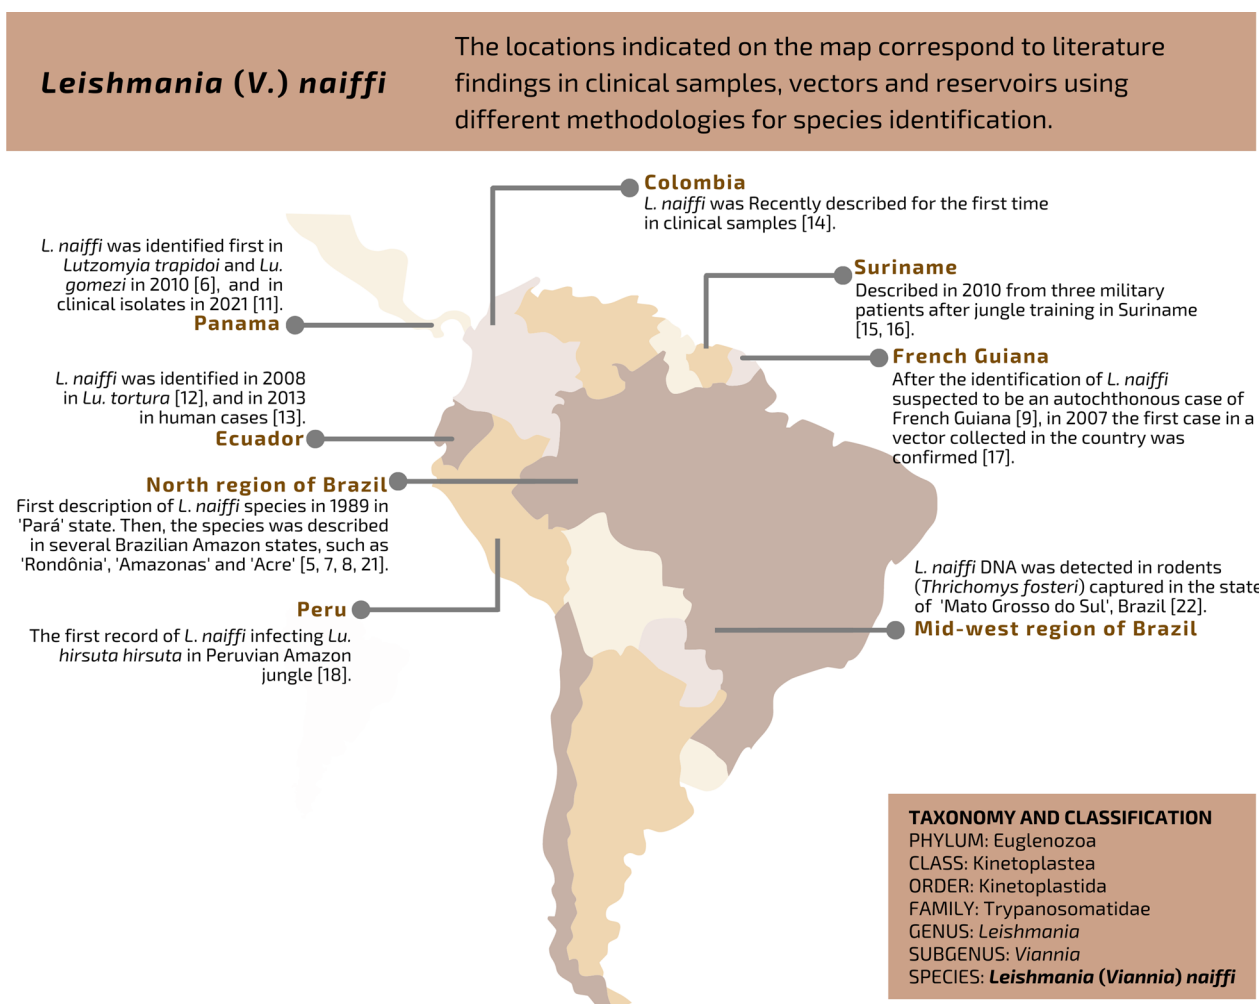 Leishmania (V.) naiffi
The locations indicated on the map correspond to literature
findings in clinical samples, vectors and reservoirs using
different methodologies for species identification.
Colombia
L. naiffi was Recently described for the first time
in clinical samples [14].
L. naiffi was identified first in
Lutzomyia trapidoi and Lu.
gomezi in 2010 [6], and in
clinical isolates in 2021 [11].
Panama
Suriname
Described in 2010 from three military
patients after jungle training in Suriname
[15, 16].
French Guiana
After the identification of L. naiffi
suspected to be an autochthonous case of
French Guiana [9], in 2007 the first case in a
vector collected in the country was
confirmed [17].
L. naiffi was identified in 2008
in Lu. tortura [12], and in 2013
in human cases [13].
Ecuador
North region of Brazil
First description of L. naiffi species in 1989 in
'Pará' state. Then, the species was described
in several Brazilian Amazon states, such as
'Rondônia', 'Amazonas' and 'Acre' [5, 7, 8, 21].
Peru
The first record of L. naiffi infecting Lu.
hirsuta hirsuta in Peruvian Amazon
jungle [18].
L. naiffi DNA was detected in rodents
(Thrichomys fosteri) captured in the state
of 'Mato Grosso do Sul', Brazil [22].
Mid-west region of Brazil
TAXONOMY AND CLASSIFICATION
PHYLUM: Euglenozoa
CLASS: Kinetoplastea
ORDER: Kinetoplastida
FAMILY: Trypanosomatidae
GENUS: Leishmania
SUBGENUS: Viannia
SPECIES: Leishmania (Viannia) naiffi